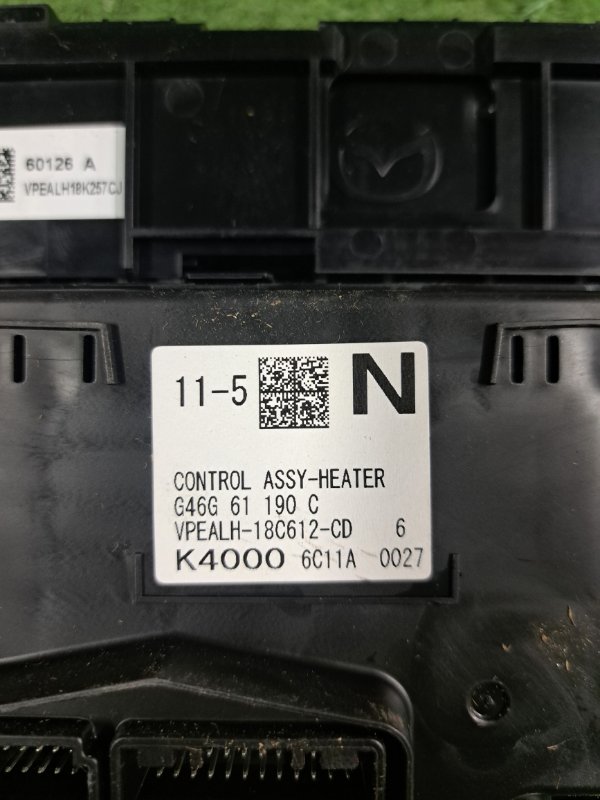 60126 A
VPEALH18K257CJ
11-5 N
CONTROL ASSY-HEATER
G46G 61 190 C
VPEALH-18C612-CD 6
K4000 6C11A 0027